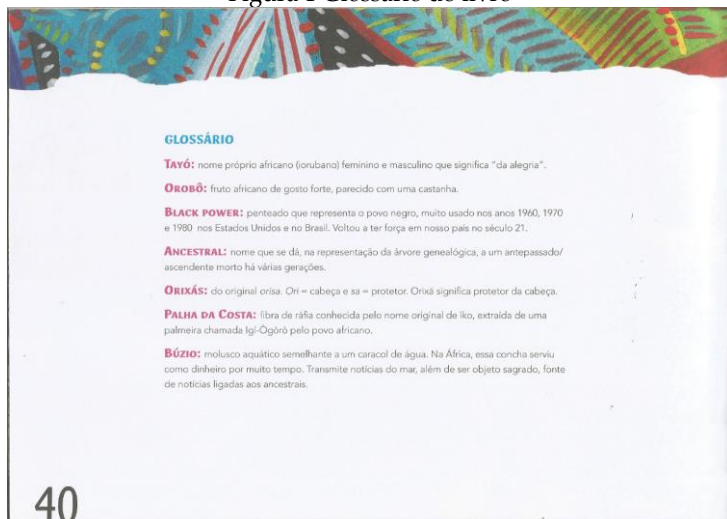 GLOSSÁRIO
TAYÓ: nome próprio africano (iorubano) feminino e masculino que significa "da alegria".
OROBÔ: fruto africano de gosto forte, parecido com uma castanha.
BLACK POWER: penteado que representa o povo negro, muito usado nos anos 1960, 1970
e 1980 nos Estados Unidos e no Brasil. Voltou a ter força em nosso país no século 21.
ANCESTRAL: nome que se dá, na representação da árvore genealógica, a um antepassado/
ascendente morto há várias gerações.
ORIXÁS: do original orisa. Ori = cabeça e sa = protetor. Orixá significa protetor da cabeça.
PALHA DA COSTA: fibra de ráfia conhecida pelo nome original de iko, extraída de uma
palmeira chamada Igí-Ògòrò pelo povo africano.
BÚZIO: molusco aquático semelhante a um caracol de água. Na África, essa concha serviu
como dinheiro por muito tempo. Transmite notícias do mar, além de ser objeto sagrado, fonte
de notícias ligadas aos ancestrais.
40